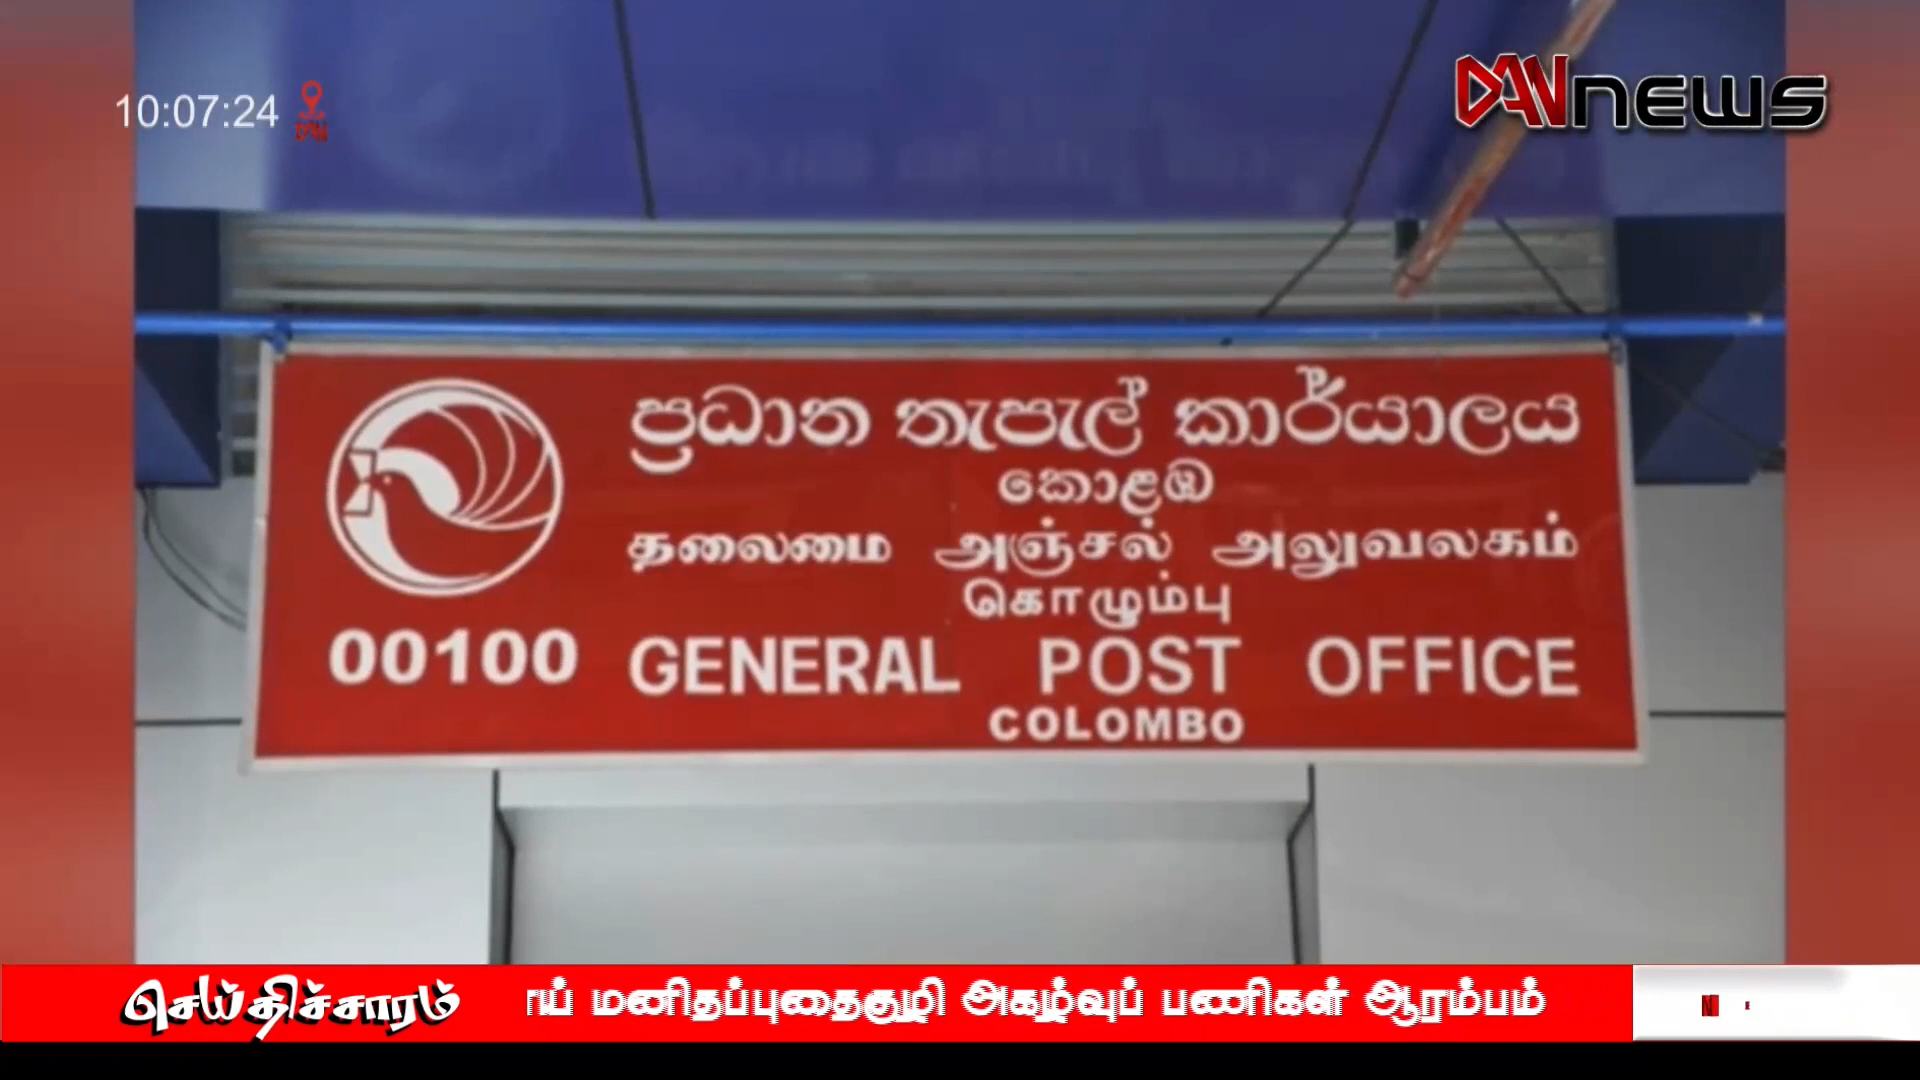 10:07:24
DAN
DAN news
ප්‍රධාන තැපැල් කාර්යාලය
කොළඹ
தலைமை அஞ்சல் அலுவலகம்
கொழும்பு
00100 GENERAL POST OFFICE
COLOMBO
செய்திச்சாரம்
மனிதப்புதைகுழி அகழ்வுப் பணிகள் ஆரம்பம்